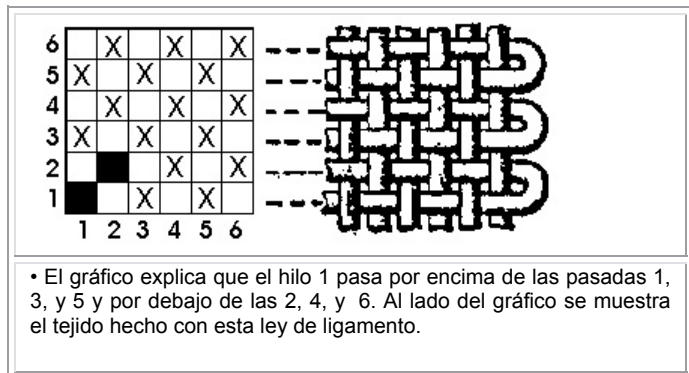 6 X X X
5 X X X
4 X X X
3 X X X
2 X X
1 X X
1 2 3 4 5 6
• El gráfico explica que el hilo 1 pasa por encima de las pasadas 1,
3, y 5 y por debajo de las 2, 4, y 6. Al lado del gráfico se muestra
el tejido hecho con esta ley de ligamento.